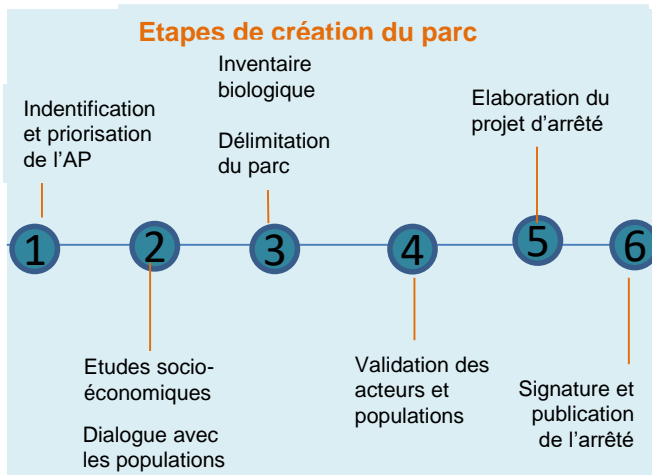 Etapes de création du parc
Indentification
et priorisation
de l'AP
Inventaire
biologique
Délimitation
du parc
Elaboration du
projet d'arrêté
1
2
3
4
5
6
Etudes socio-
économiques
Dialogue avec
les populations
Validation des
acteurs et
populations
Signature et
publication
de l'arrêté